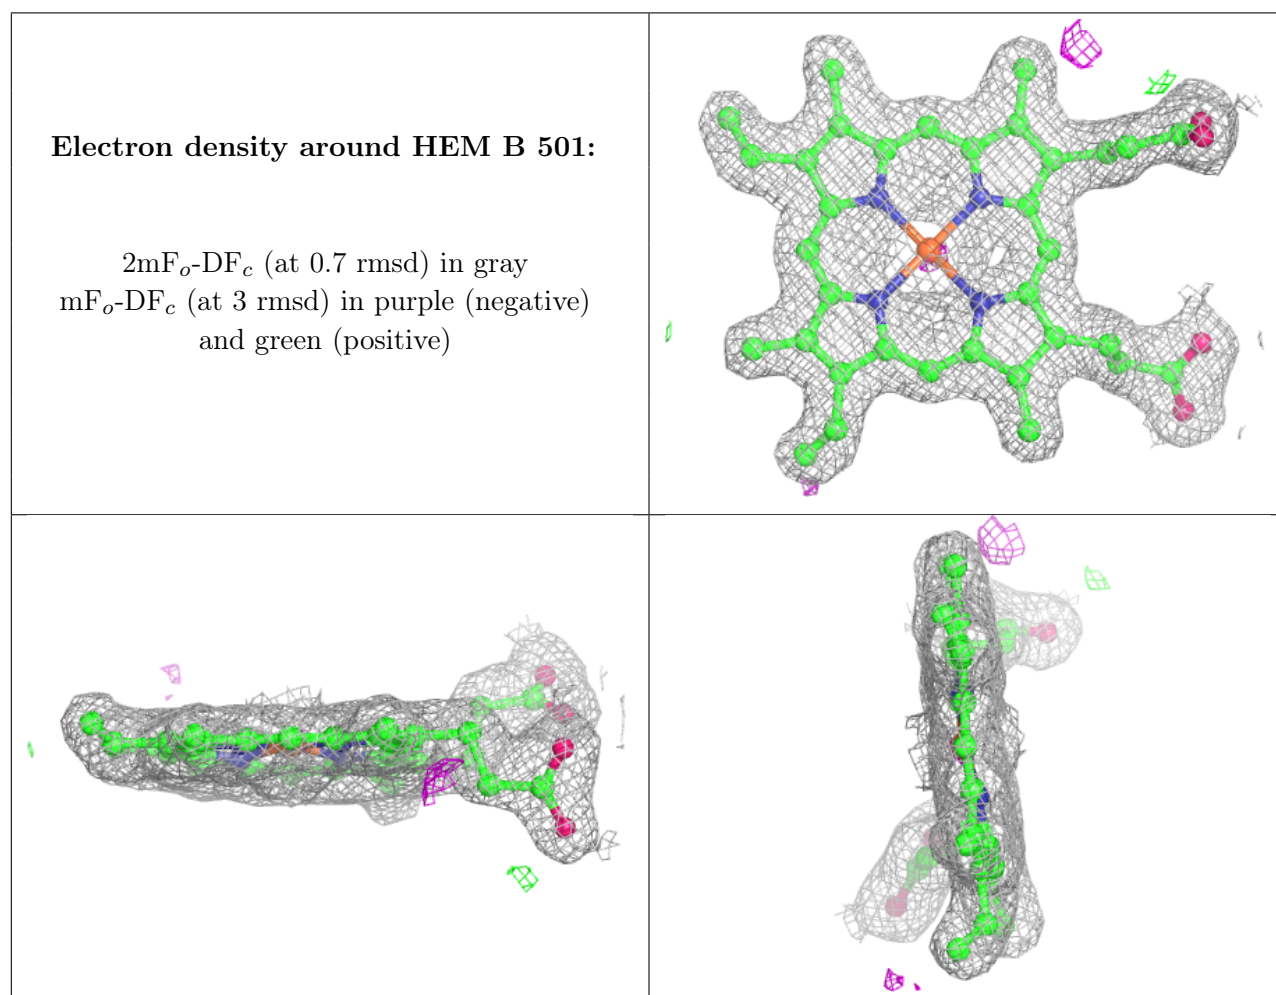 Electron density around HEM B 501:
2mFₒ-DF𝒸 (at 0.7 rmsd) in gray
mFₒ-DF𝒸 (at 3 rmsd) in purple (negative)
and green (positive)